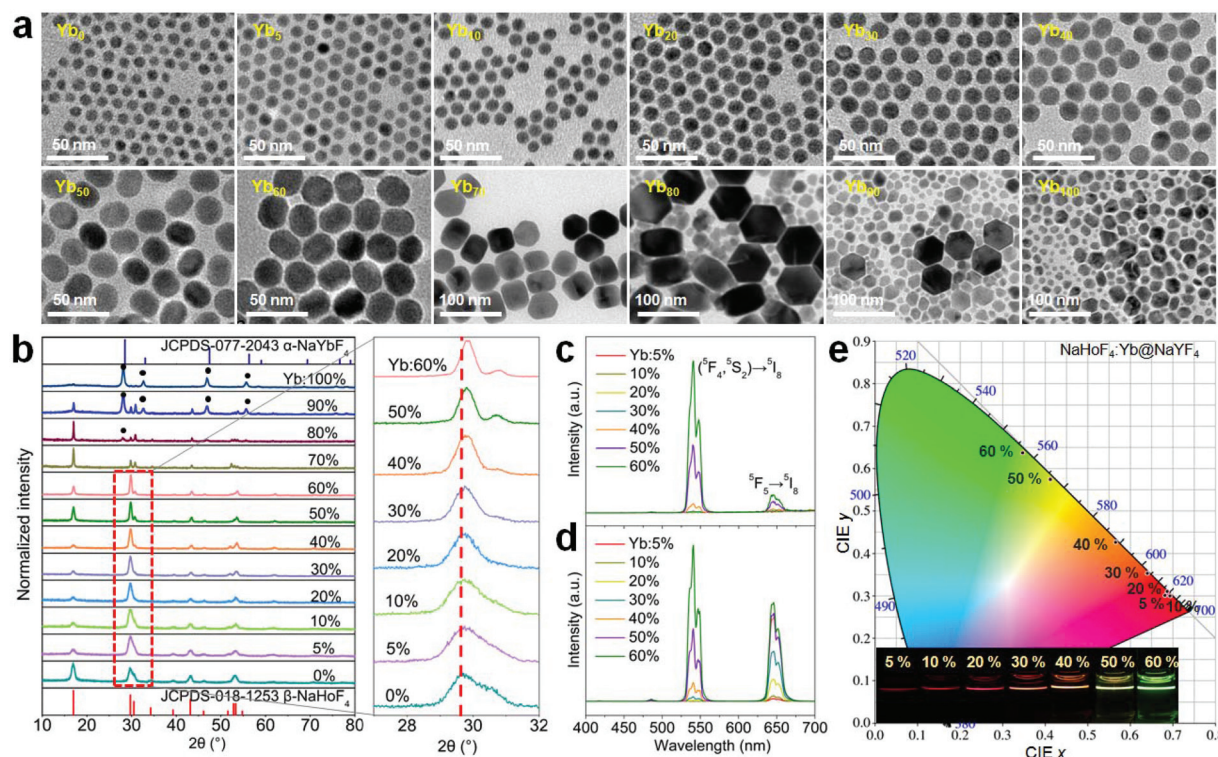 a
Yb0
Yb5
Yb10
Yb20
Yb30
Yb40
50 nm
50 nm
50 nm
50 nm
50 nm
50 nm
Yb50
Yb60
Yb70
Yb80
Yb90
Yb100
50 nm
50 nm
100 nm
100 nm
100 nm
100 nm
b
JCPDS-077-2043 α-NaYbF4
Yb:100%
90%
80%
70%
60%
50%
40%
30%
20%
10%
5%
0%
JCPDS-018-1253 β-NaHoF4
Normalized intensity
10 20 30 40 50 60 70 80
2θ (°)
Yb:60%
50%
40%
30%
20%
10%
5%
0%
28 30 32
2θ (°)
c
(⁵F₄,⁵S₂)→⁵I₈
Yb:5%
10%
20%
30%
40%
50%
60%
⁵F₅→⁵I₈
Intensity (a.u.)
d
Yb:5%
10%
20%
30%
40%
50%
60%
Intensity (a.u.)
400 450 500 550 600 650 700
Wavelength (nm)
e
NaHoF4:Yb@NaYF4
0.9
0.8
0.7
0.6
0.5
0.4
0.3
0.2
0.1
0.0
CIE y
520
540
560
580
600
620
700
500
490
60 %
50 %
40 %
30 %
20 %
5 %
10 %
5 % 10 % 20 % 30 % 40 % 50 % 60 %
0.0 0.1 0.2 0.3 0.4 0.5 0.6 0.7 0.8
CIE x